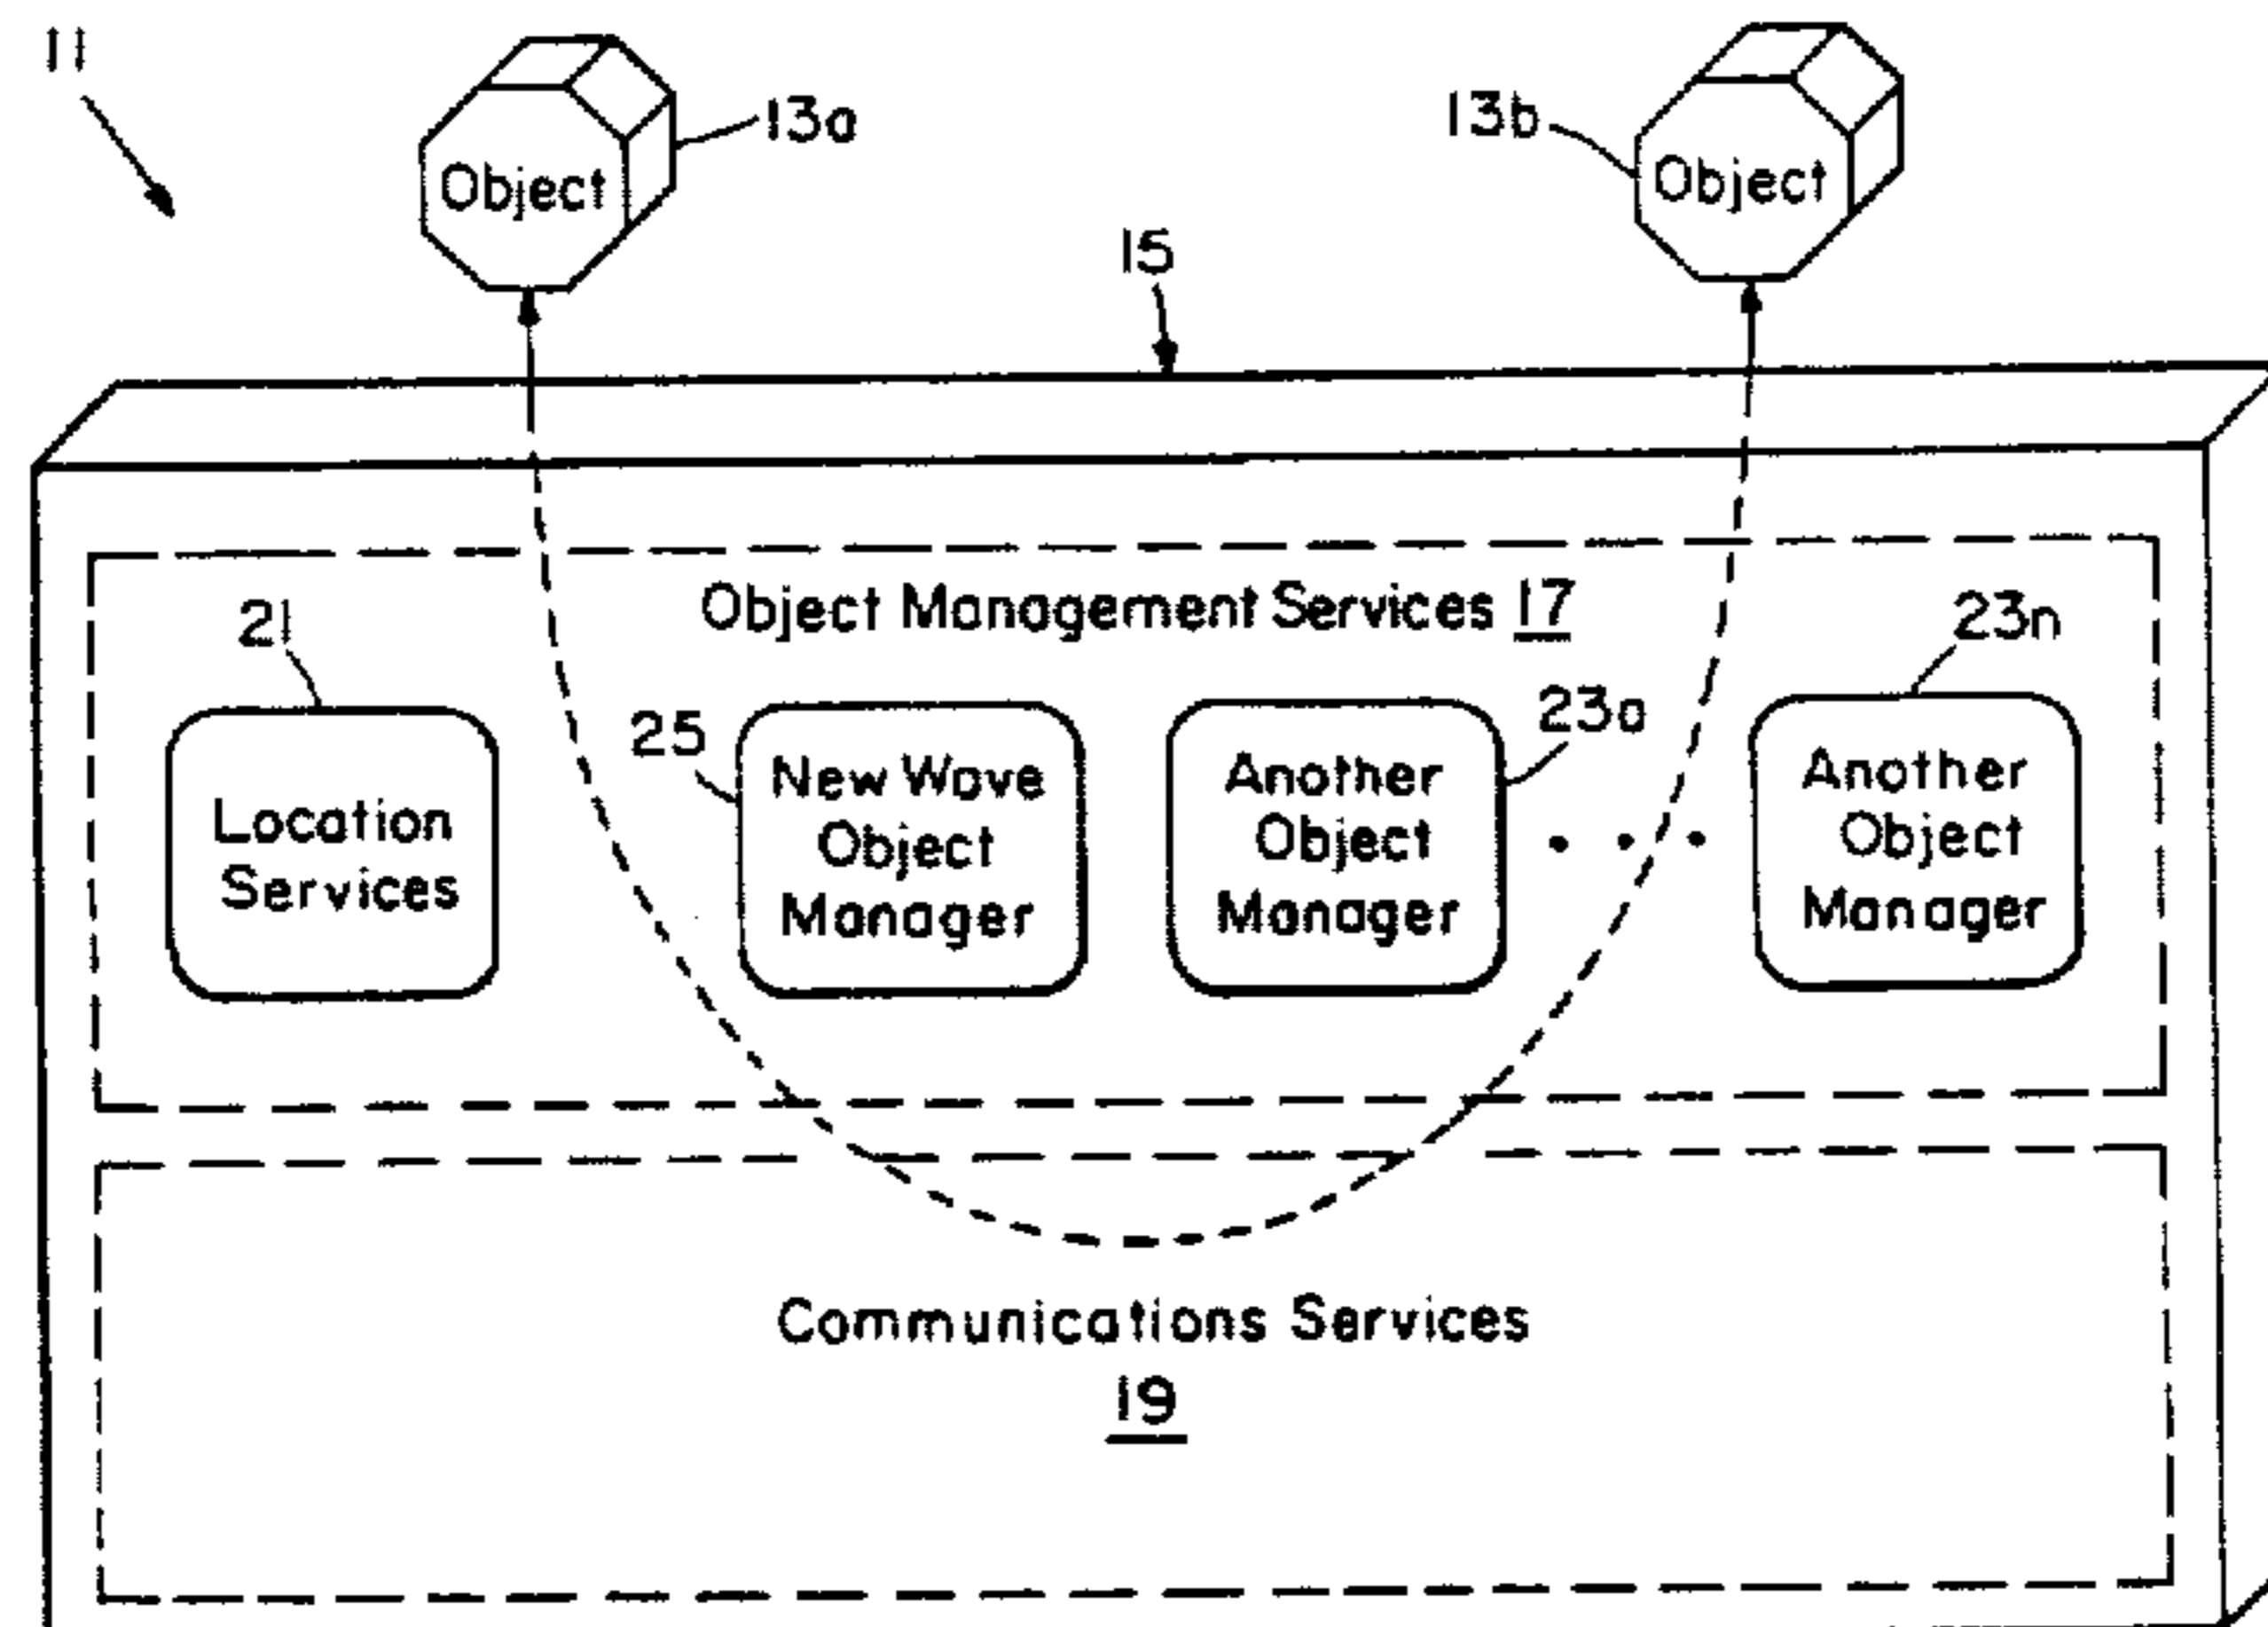 11
13a
13b
Object
Object
15
Object Management Services 17
21
23n
25
23a
New Wave
Object
Manager
Another
Object
Manager
Another
Object
Manager
Location
Services
Communications Services
19